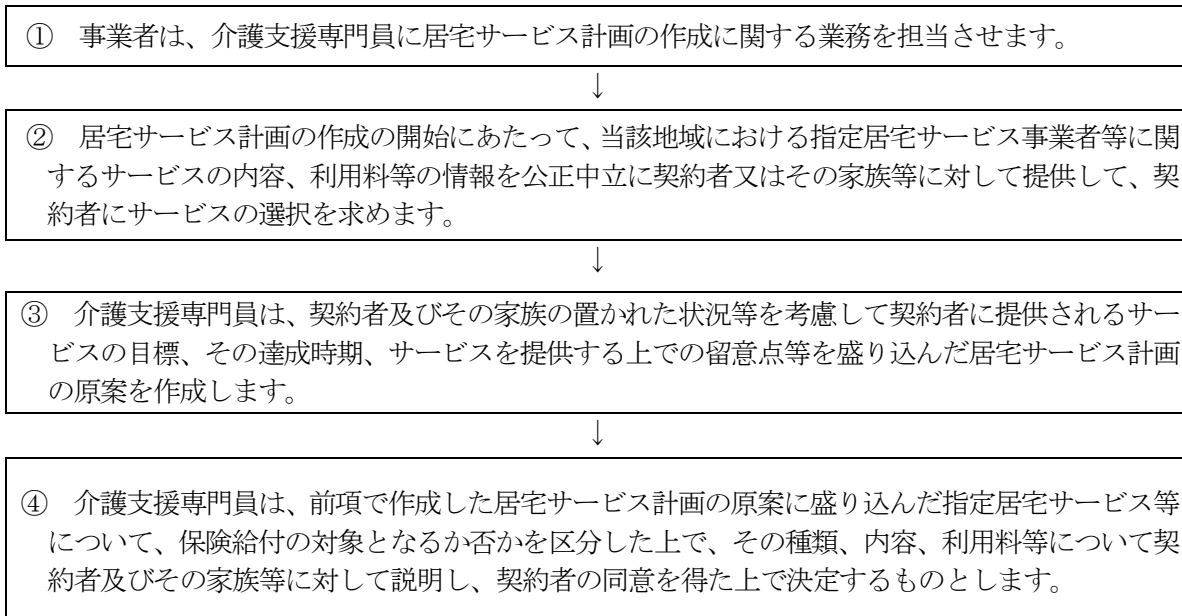 ① 事業者は、介護支援専門員に居宅サービス計画の作成に関する業務を担当させます。
↓
② 居宅サービス計画の作成の開始にあたって、当該地域における指定居宅サービス事業者等に関
するサービスの内容、利用料等の情報を公正中立に契約者又はその家族等に対して提供して、契
約者にサービスの選択を求めます。
↓
③ 介護支援専門員は、契約者及びその家族の置かれた状況等を考慮して契約者に提供されるサー
ビスの目標、その達成時期、サービスを提供する上での留意点等を盛り込んだ居宅サービス計画
の原案を作成します。
↓
④ 介護支援専門員は、前項で作成した居宅サービス計画の原案に盛り込んだ指定居宅サービス等
について、保険給付の対象となるか否かを区分した上で、その種類、内容、利用料等について契
約者及びその家族等に対して説明し、契約者の同意を得た上で決定するものとします。